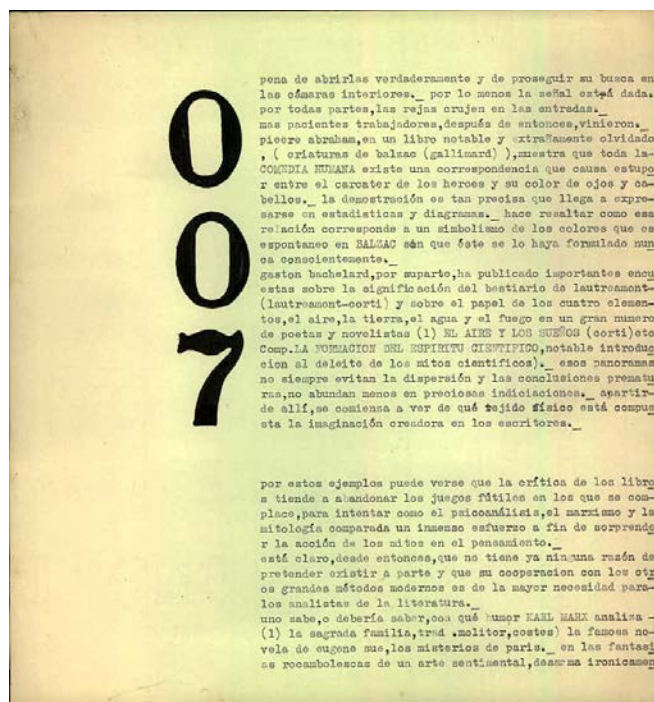 007
pena de abrirlas verdaderamente y de proseguir su busca en
las cámaras interiores._ por lo menos la señal está dada.
por todas partes,las rejas crujen en las entradas._
mas pacientes trabajadores,después de entonces,vinieron._
pierre abraham,en un libro notable y extrañamente olvidado
, ( criaturas de balzac (gallimard) ),muestra que toda la-
COMEDIA HUMANA existe una correspondencia que causa estupo
r entre el carcater de los heroes y su color de ojos y ca-
bellos._ la demostración es tan precisa que llega a expre-
sarse en estadisticas y diagramas._ hace resaltar como esa
relación corresponde a un simbolismo de los colores que es
espontaneo en BALZAC sán que éste se lo haya formulado nun
ca conscientemente._
gaston bachelard,por suparte,ha publicado importantes encu
estas sobre la significación del bestiario de lautreamont-
(lautreamont-corti) y sobre el papel de los cuatro elemen-
tos,el aire,la tierra,el agua y el fuego en un gran numero
de poetas y novelistas (1) EL AIRE Y LOS SUEÑOS (corti)etc
Comp.LA FORMACION DEL ESPIRITU CIENTIFICO,notable introduc
cion al deleite de los mitos cientificos)._ esos panoramas
no siempre evitan la dispersión y las conclusiones prematu
ras,no abundan menos en preciosas indiciaciones._ apartir-
de allí,se comiensa a ver de qué tejido físico está compue
sta la imaginación creadora en los escritores._
por estos ejemplos puede verse que la crítica de los libro
s tiende a abandonar los juegos fútiles en los que se com-
place,para intentar como el psicoanálisis,el marxismo y la
mitología comparada un inmenso esfuerzo a fin de sorprende
r la acción de los mitos en el pensamiento._
está claro,desde entonces,que no tiene ya ninguna razón de
pretender existir a parte y que su cooperacion con los otr
os grandes métodos modernos es de la mayor necesidad para-
los analistas de la literatura._
uno sabe,o debería saber,con qué humor KARL MARX analiza -
(1) la sagrada familia,trad .molitor,costes) la famosa no-
vela de eugene sue,los misterios de paris._ en las fantasi
as rocambolescas de un arte sentimental,desarma ironicamen